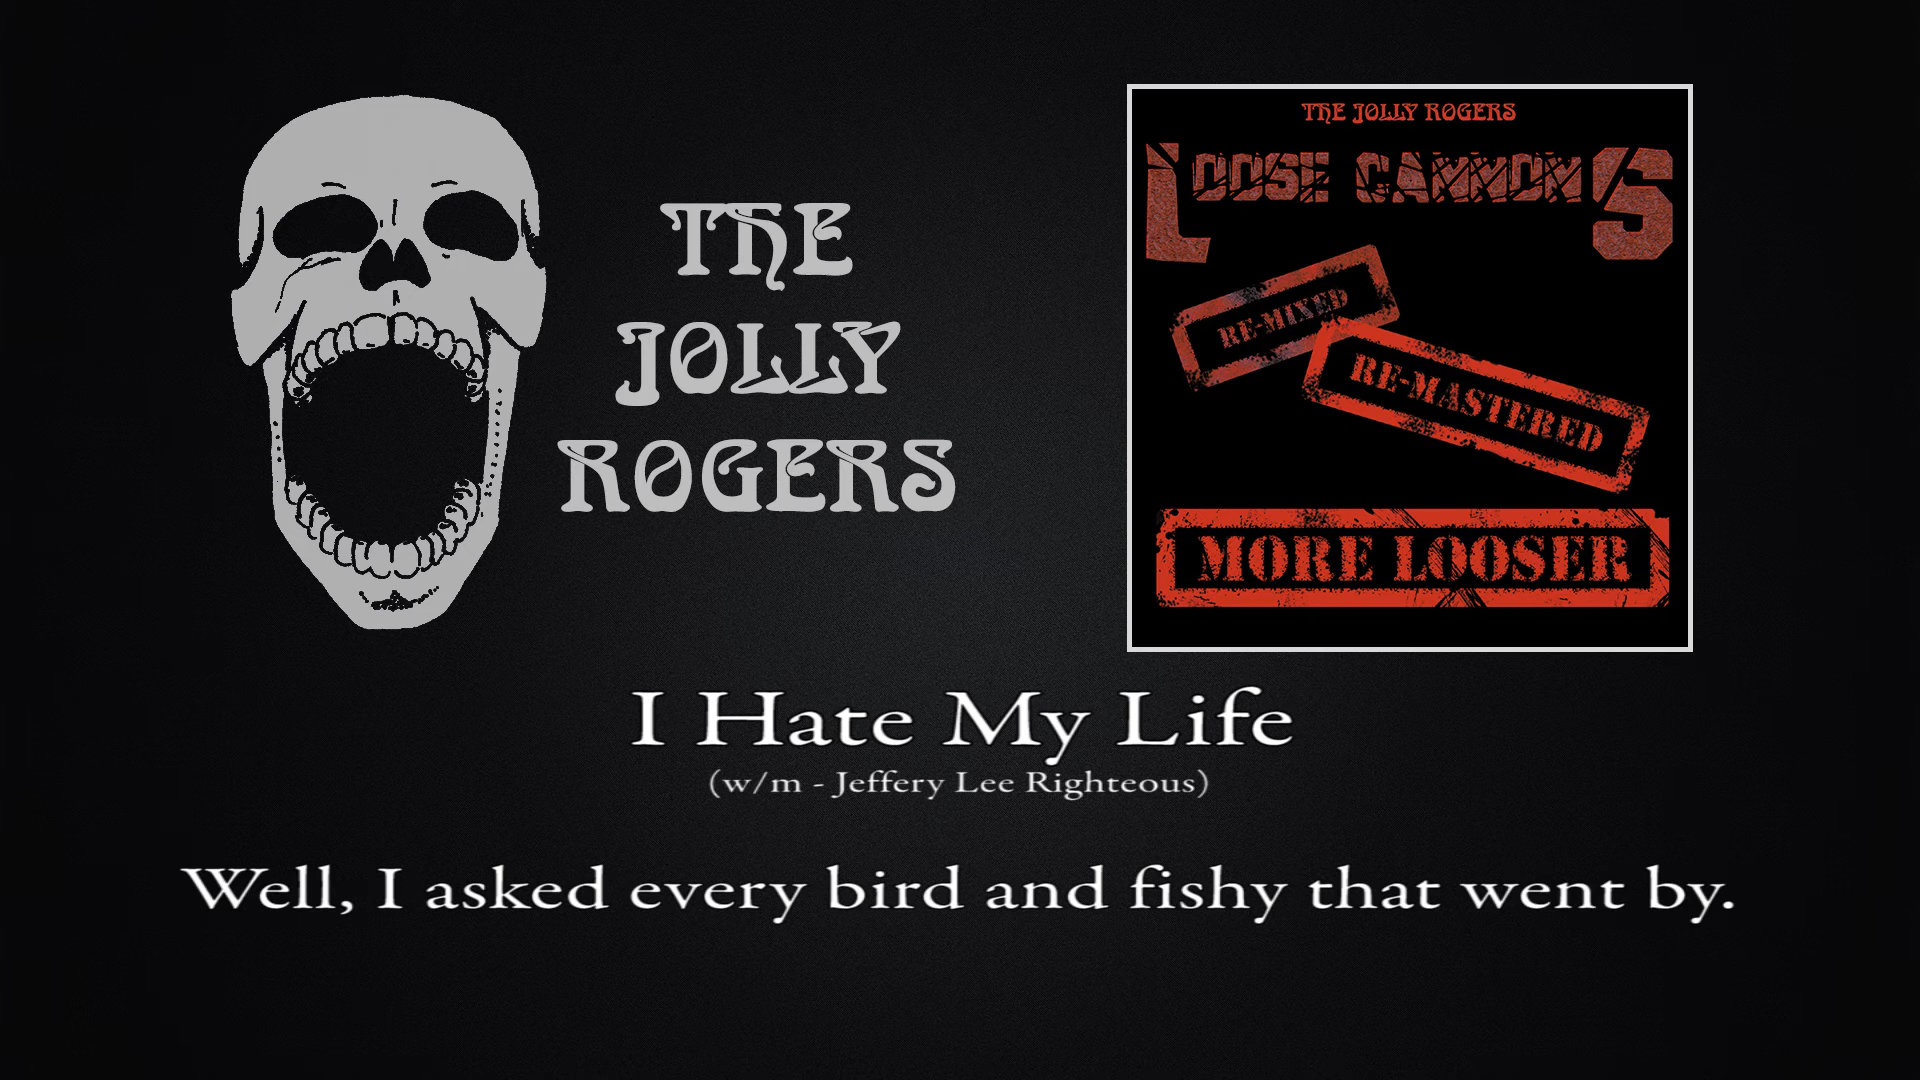 THE
JOLLY
ROGERS
THE JOLLY ROGERS
LOOSE CANNONS
RE-MIXED
RE-MASTERED
MORE LOOSER
I Hate My Life
(w/m - Jeffery Lee Righteous)
Well, I asked every bird and fishy that went by.